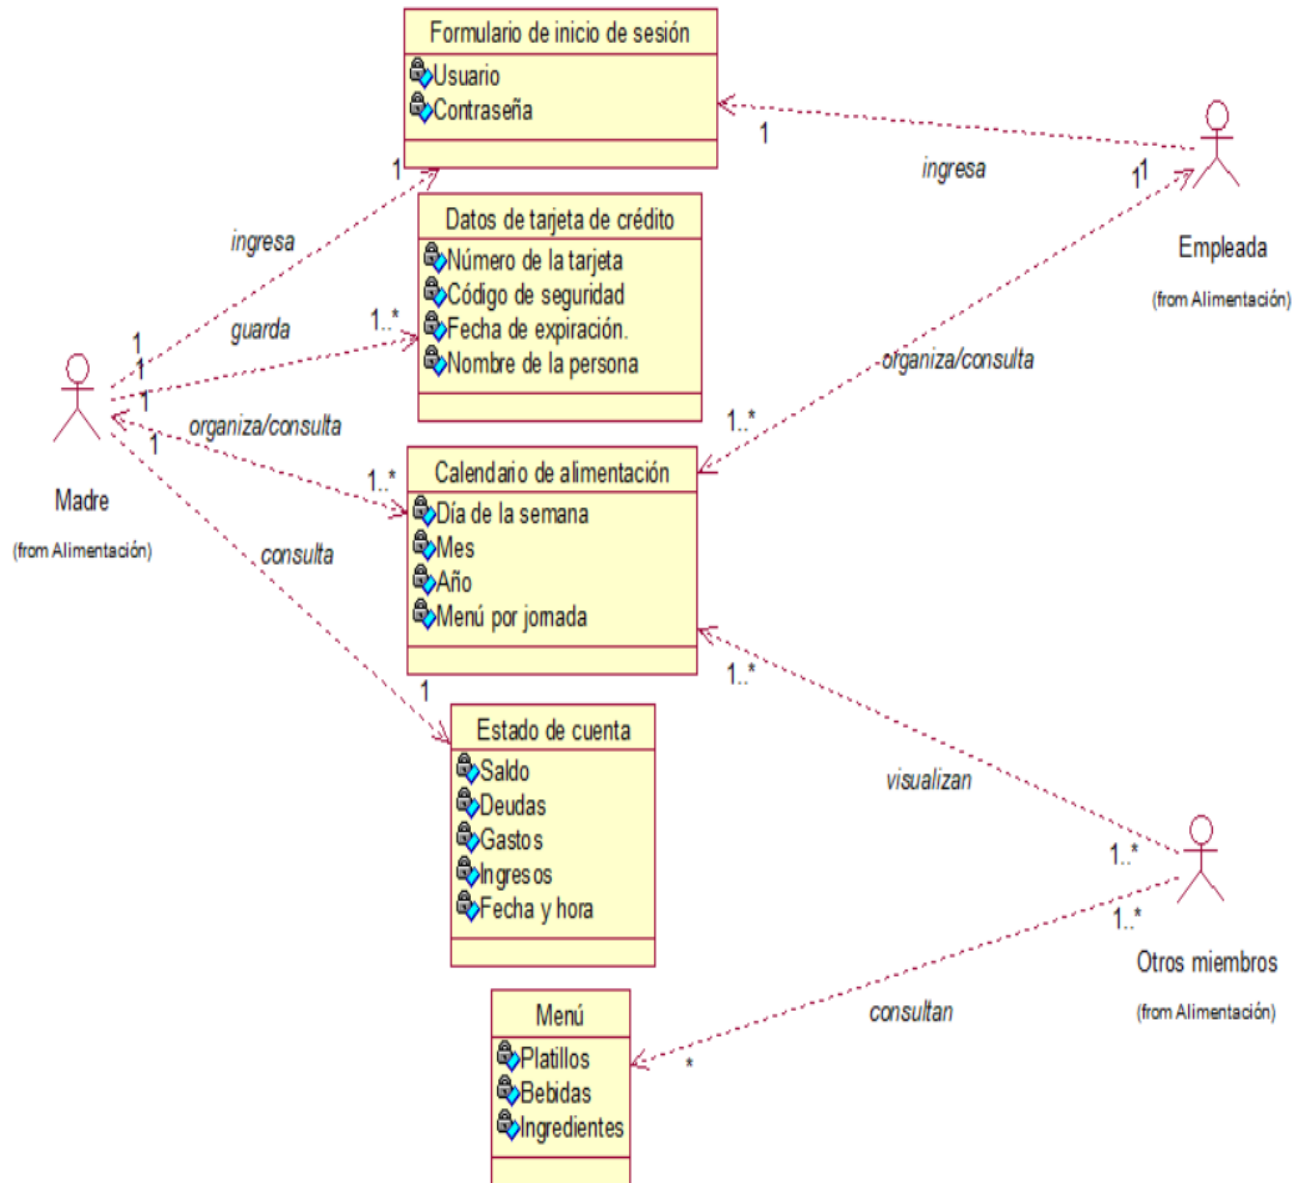 Formulario de inicio de sesión
Usuario
Contraseña
1
ingresa
1
1
1
Empleada
(from Alimentación)
1
ingresa
Datos de tarjeta de crédito
Número de la tarjeta
Código de seguridad
Fecha de expiración.
Nombre de la persona
guarda
1..*
1
1
1
1
Madre
(from Alimentación)
organiza/consulta
1..*
organiza/consulta
1..*
Calendario de alimentación
Día de la semana
Mes
Año
Menú por jornada
consulta
1
1..*
visualizan
1..*
1..*
Otros miembros
(from Alimentación)
Estado de cuenta
Saldo
Deudas
Gastos
Ingresos
Fecha y hora
consultan
*
Menú
Platillos
Bebidas
Ingredientes